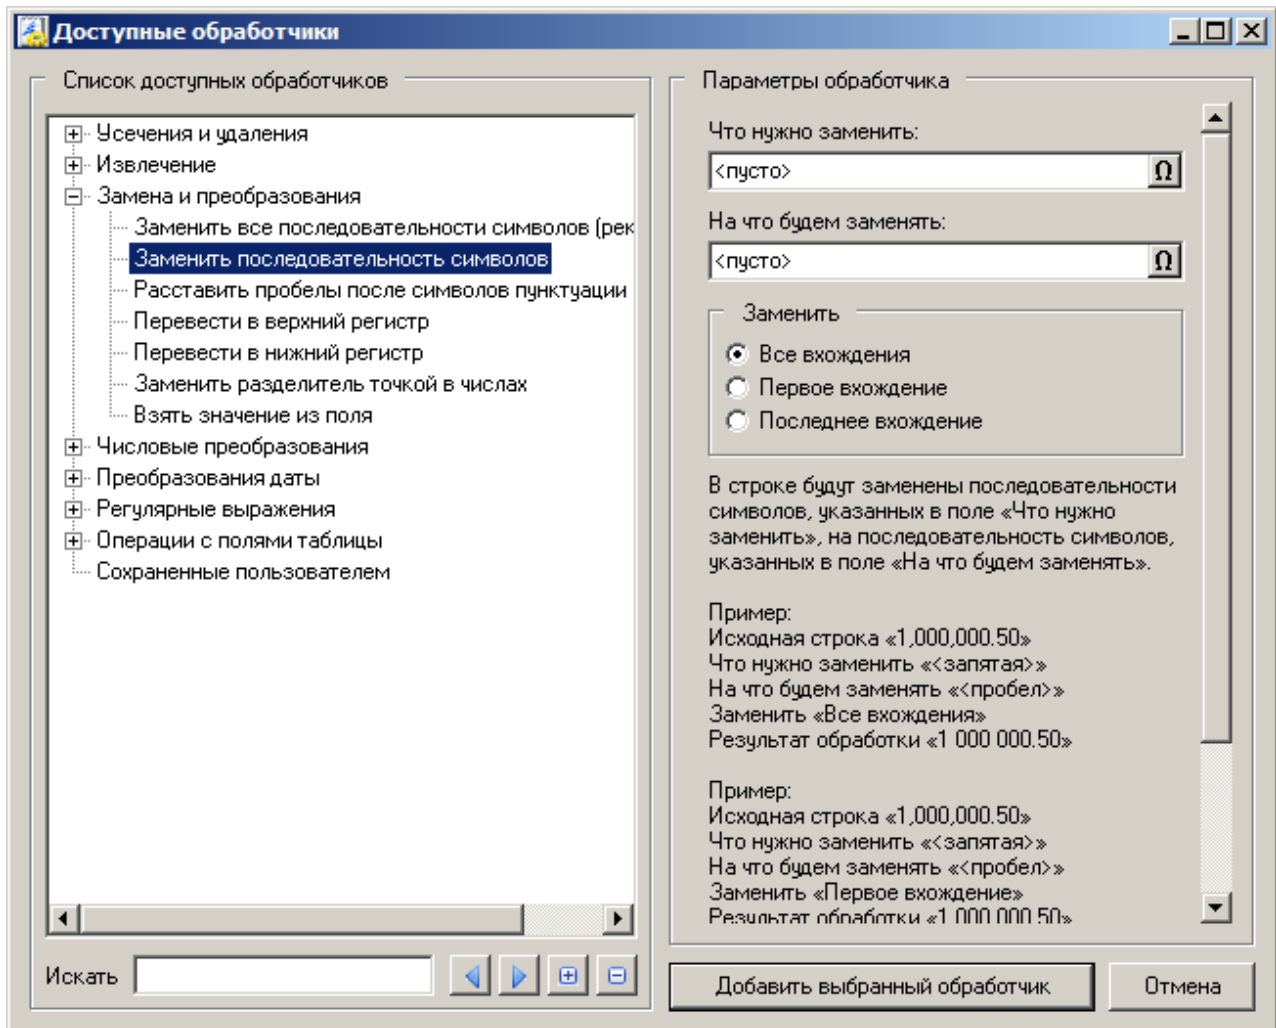 Доступные обработчики
Список доступных обработчиков
Усечения и удаления
Извлечение
Замена и преобразования
Заменить все последовательности символов (рек
Заменить последовательность символов
Расставить пробелы после символов пунктуации
Перевести в верхний регистр
Перевести в нижний регистр
Заменить разделитель точкой в числах
Взять значение из поля
Числовые преобразования
Преобразования даты
Регулярные выражения
Операции с полями таблицы
Сохраненные пользователем
Искать
Параметры обработчика
Что нужно заменить:
<пусто>
Ω
На что будем заменять:
<пусто>
Ω
Заменить
Все вхождения
Первое вхождение
Последнее вхождение
В строке будут заменены последовательности
символов, указанных в поле «Что нужно
заменить», на последовательность символов,
указанных в поле «На что будем заменять».
Пример:
Исходная строка «1,000,000.50»
Что нужно заменить «<запятая>»
На что будем заменять «<пробел>»
Заменить «Все вхождения»
Результат обработки «1 000 000.50»
Пример:
Исходная строка «1,000,000.50»
Что нужно заменить «<запятая>»
На что будем заменять «<пробел>»
Заменить «Первое вхождение»
Результат обработки «1 000 000.50»
Добавить выбранный обработчик
Отмена